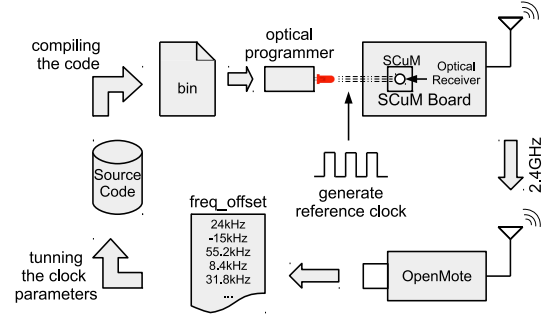 compiling
the code
bin
optical
programmer
SCuM
Optical
Receiver
SCuM Board
2.4GHz
generate
reference clock
Source
Code
freq_offset
24kHz
-15kHz
55.2kHz
8.4kHz
31.8kHz
...
OpenMote
tunning
the clock
parameters